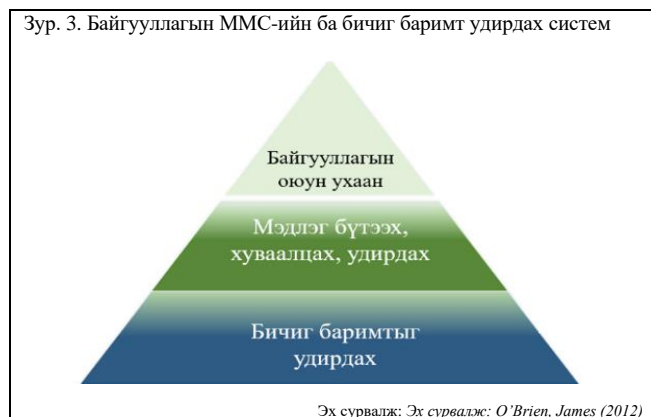 Зур. 3. Байгууллагын ММС-ийн ба бичиг баримт удирдах систем
Байгууллагын
оюун ухаан
Мэдлэг бүтээх,
хуваалцах, удирдах
Бичиг баримтыг
удирдах
Эх сурвалж: Эх сурвалж: O’Brien, James (2012)